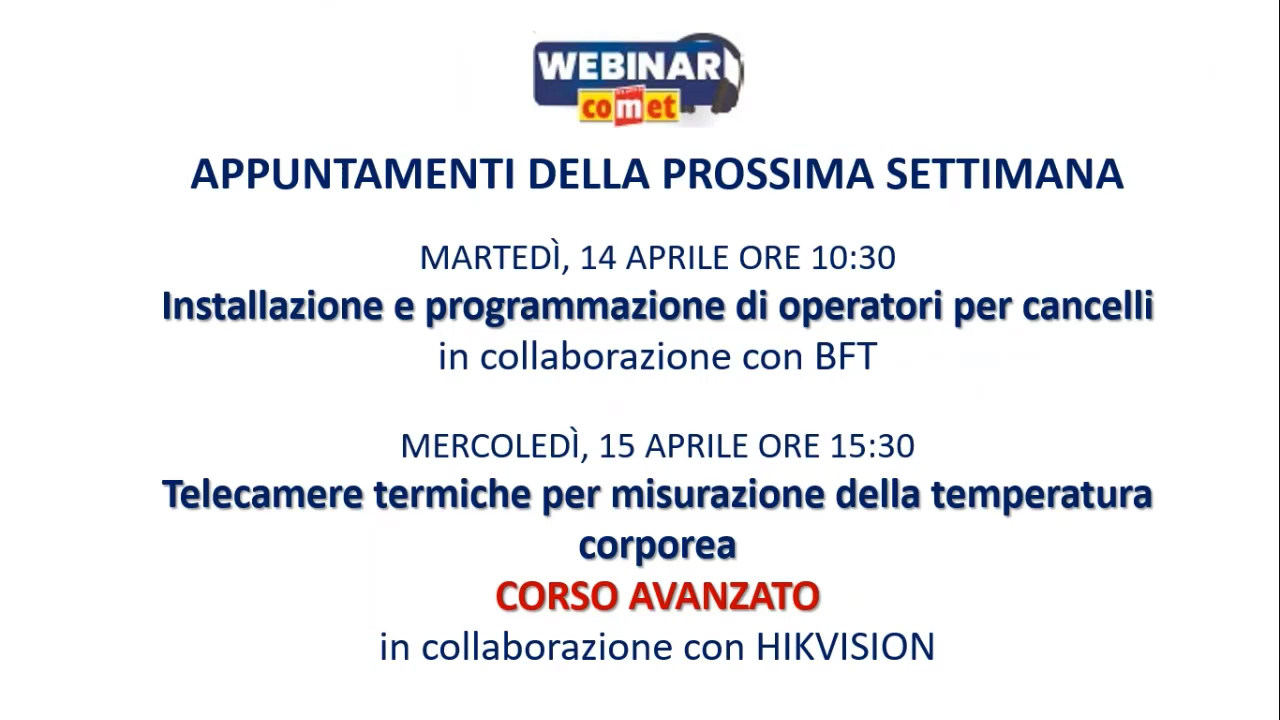 WEBINAR
comet
APPUNTAMENTI DELLA PROSSIMA SETTIMANA
MARTEDÌ, 14 APRILE ORE 10:30
Installazione e programmazione di operatori per cancelli
in collaborazione con BFT
MERCOLEDÌ, 15 APRILE ORE 15:30
Telecamere termiche per misurazione della temperatura
corporea
CORSO AVANZATO
in collaborazione con HIKVISION